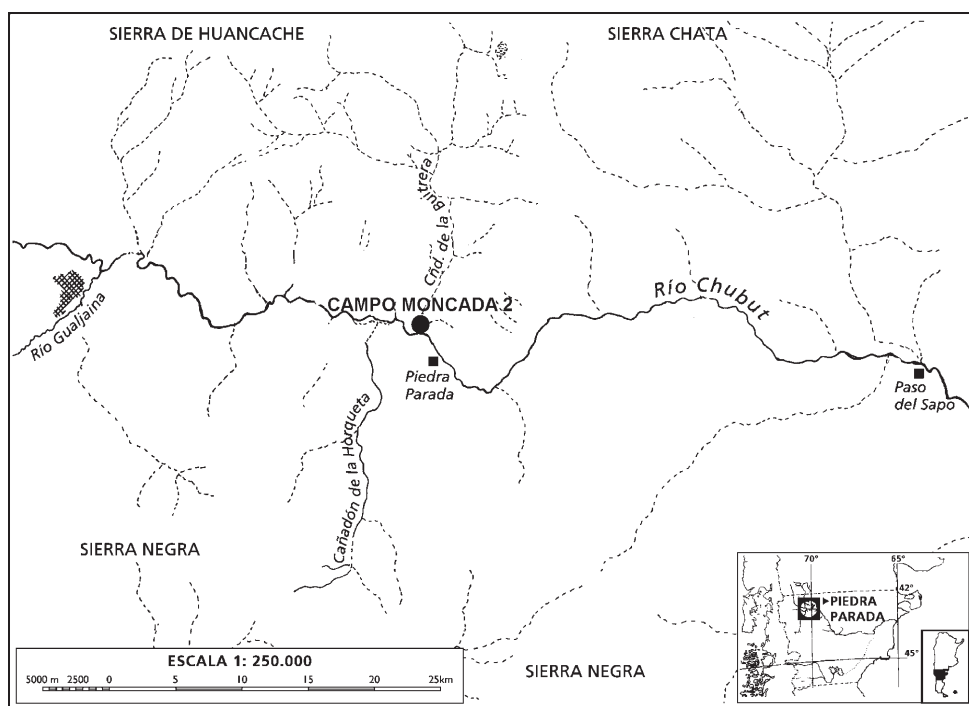 SIERRA DE HUANCACHE
SIERRA CHATA
Cñd. de la Buitrera
Río Chubut
CAMPO MONCADA 2
Río Gualjaina
Piedra
Parada
Paso
del Sapo
Cañadón de la Horqueta
SIERRA NEGRA
SIERRA NEGRA
70°
65°
42°
PIEDRA
PARADA
45°
ESCALA 1: 250.000
5000 m 2500 0 5 10 15 20 25km